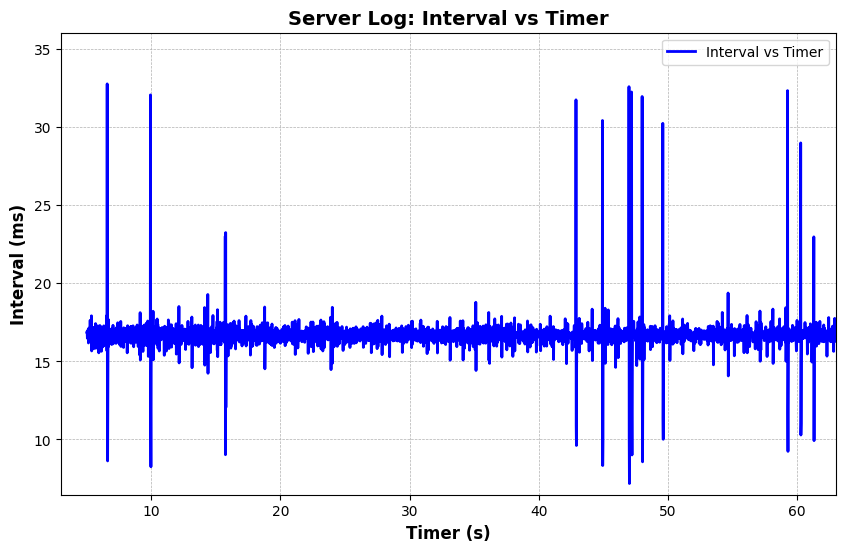 Server Log: Interval vs Timer
Interval vs Timer
35
30
25
20
15
10
Interval (ms)
10 20 30 40 50 60
Timer (s)